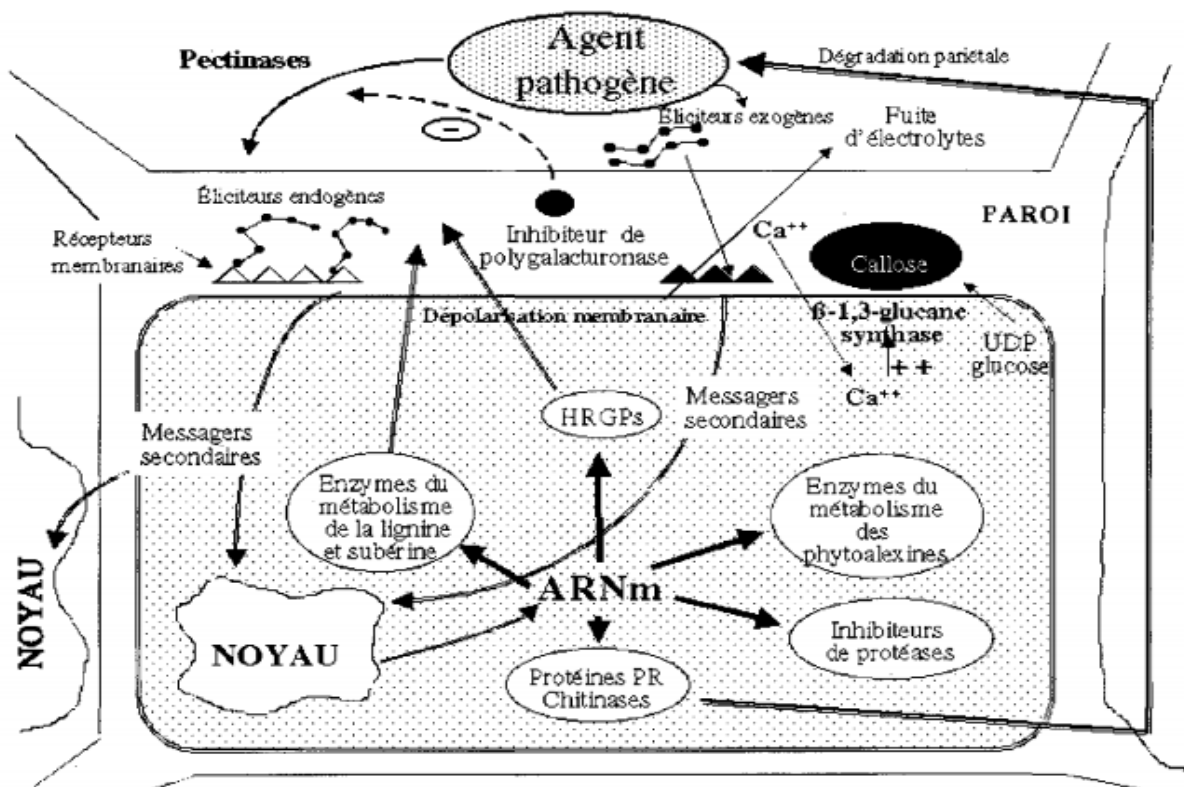 Agent
pathogène
Pectinases
Dégradation pariétale
Éliciteurs exogènes
Fuite
d'électrolytes
Éliciteurs endogènes
PAROI
Récepteurs
membranaires
Inhibiteur de
polygalacturonase
Ca++
Callose
Dépolarisation membranaire
ß-1,3-glucane
synthase
UDP
glucose
++
Ca++
Messagers
secondaires
HRGPs
Messagers
secondaires
Enzymes du
métabolisme
de la lignine
et subérine
Enzymes du
métabolisme
des
phytoalexines
NOYAU
ARNm
NOYAU
Inhibiteurs
de protéases
Protéines PR
Chitinases